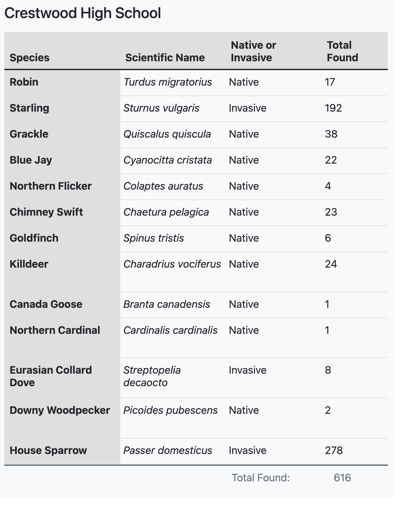 Crestwood High School
Species Scientific Name Native or Invasive Total Found
Robin Turdus migratorius Native 17
Starling Sturnus vulgaris Invasive 192
Grackle Quiscalus quiscula Native 38
Blue Jay Cyanocitta cristata Native 22
Northern Flicker Colaptes auratus Native 4
Chimney Swift Chaetura pelagica Native 23
Goldfinch Spinus tristis Native 6
Killdeer Charadrius vociferus Native 24
Canada Goose Branta canadensis Native 1
Northern Cardinal Cardinalis cardinalis Native 1
Eurasian Collard Dove Streptopelia decaocto Invasive 8
Downy Woodpecker Picoides pubescens Native 2
House Sparrow Passer domesticus Invasive 278
Total Found: 616